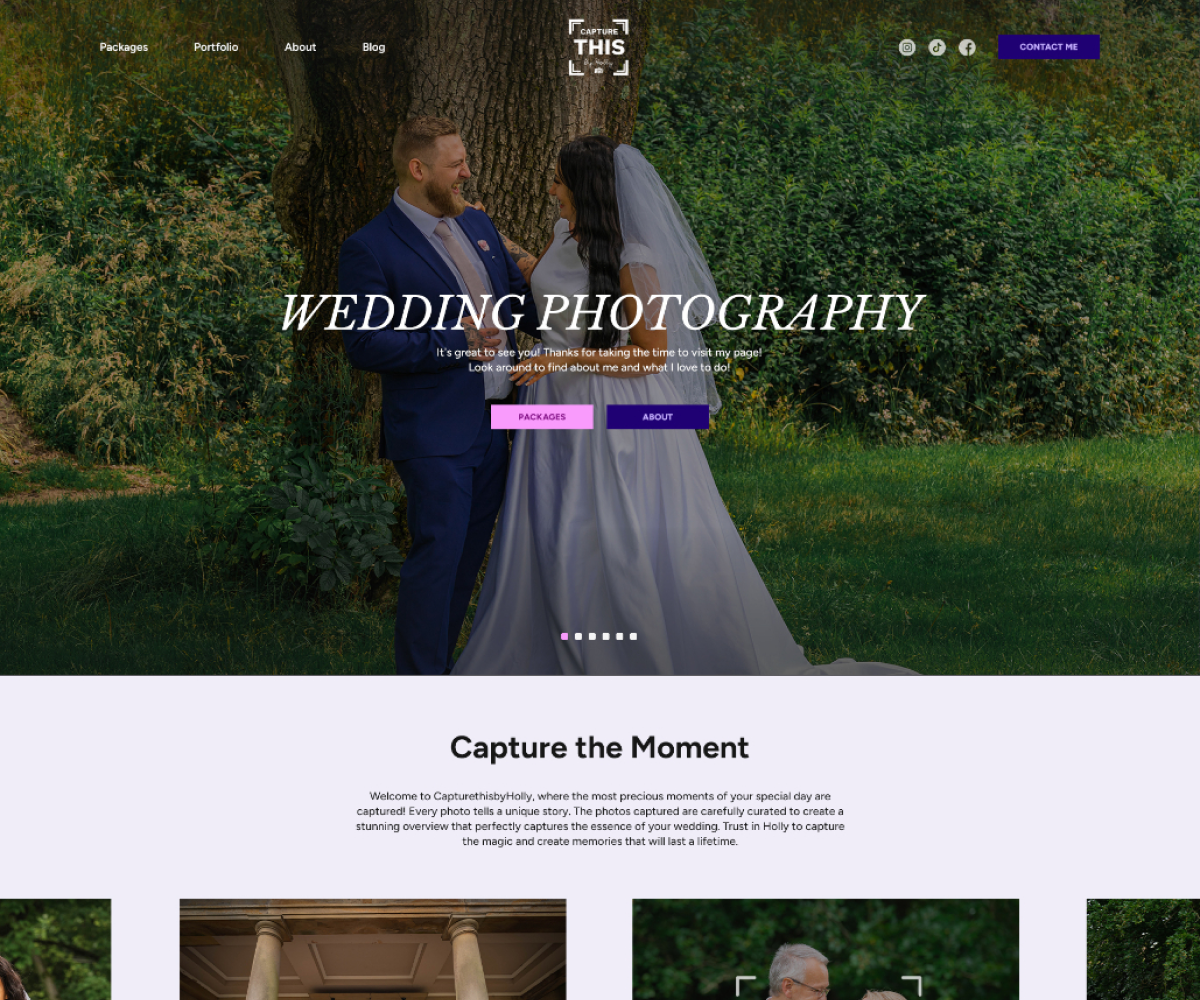 Packages
Portfolio
About
Blog
CAPTURE
THIS
By Holly
CONTACT ME
WEDDING PHOTOGRAPHY
It's great to see you! Thanks for taking the time to visit my page!
Look around to find about me and what I love to do!
PACKAGES
ABOUT
Capture the Moment
Welcome to CapturethisbyHolly, where the most precious moments of your special day are
captured! Every photo tells a unique story. The photos captured are carefully curated to create a
stunning overview that perfectly captures the essence of your wedding. Trust in Holly to capture
the magic and create memories that will last a lifetime.